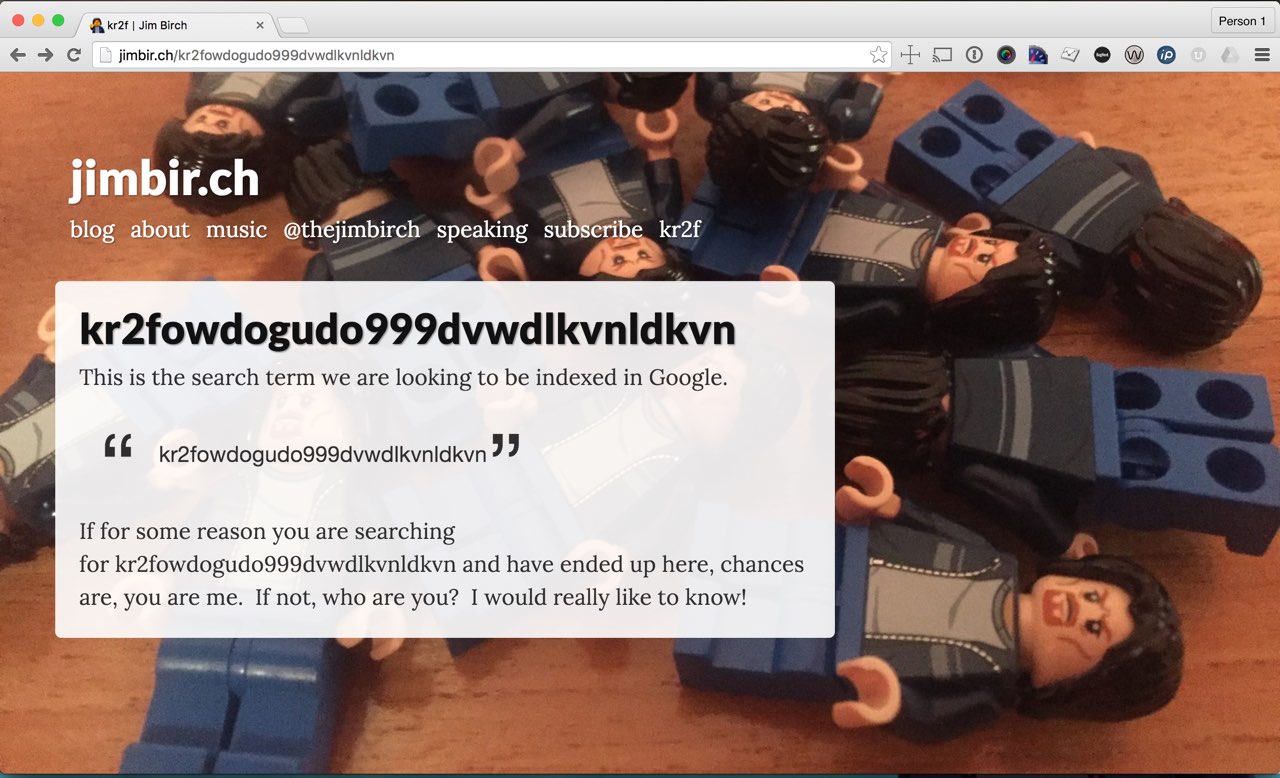 kr2f | Jim Birch
Person 1
jimbir.ch/kr2fowdogudo999dvwdlkvnldkvn
jimbir.ch
blog about music @thejimbirch speaking subscribe kr2f
kr2fowdogudo999dvwdlkvnldkvn
This is the search term we are looking to be indexed in Google.
“ kr2fowdogudo999dvwdlkvnldkvn ”
If for some reason you are searching
for kr2fowdogudo999dvwdlkvnldkvn and have ended up here, chances
are, you are me. If not, who are you? I would really like to know!